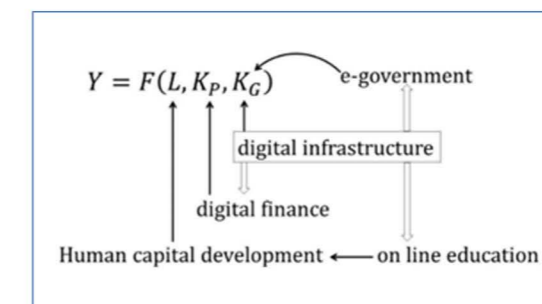 Y = F(L, K_P, K_G) e-government
digital infrastructure
digital finance
Human capital development on line education